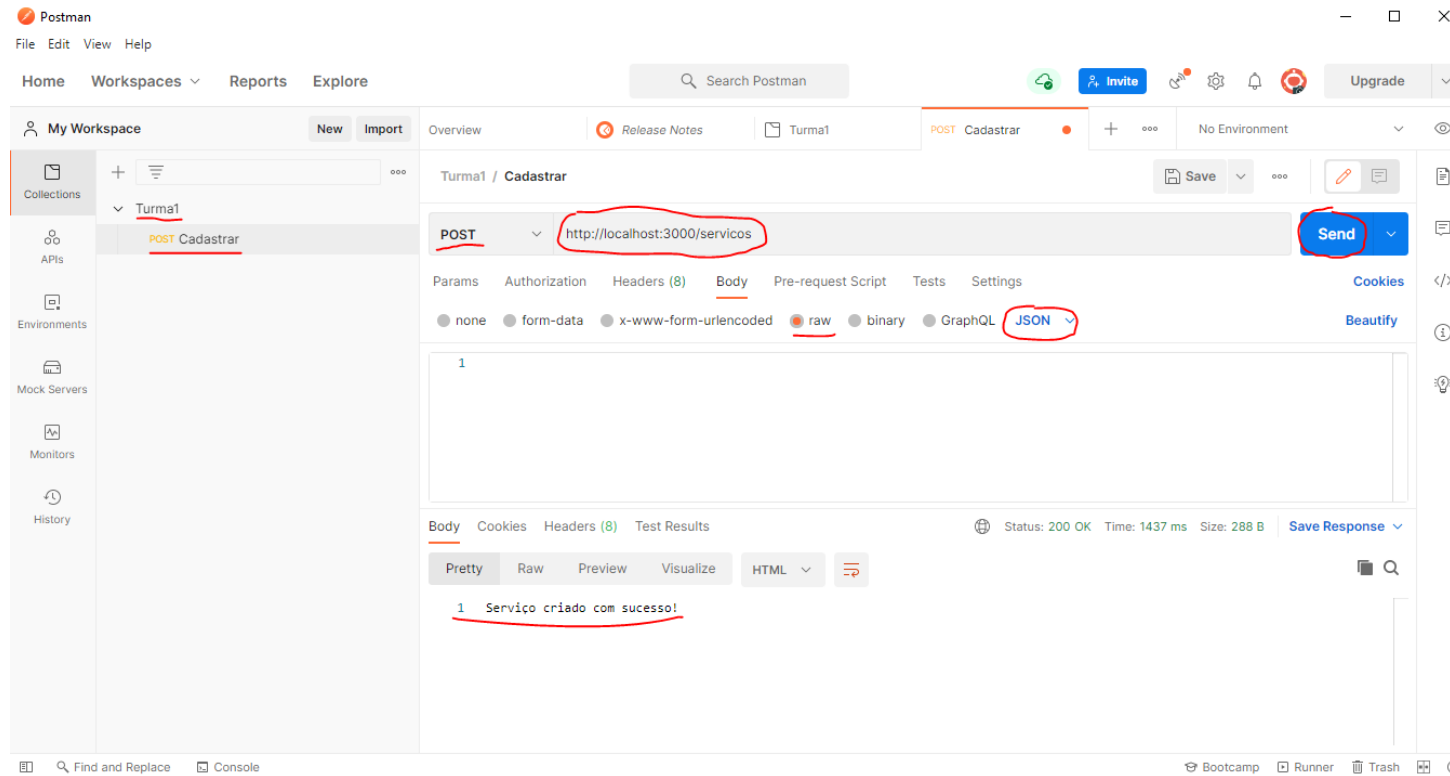 Postman
File Edit View Help
Home Workspaces Reports Explore Search Postman Invite Upgrade
My Workspace New Import Overview Release Notes Turma1 POST Cadastrar No Environment
Collections
Turma1 / Cadastrar Save
Turma1
POST Cadastrar
POST http://localhost:3000/servicos Send
APIs
Params Authorization Headers (8) Body Pre-request Script Tests Settings Cookies
Environments
none form-data x-www-form-urlencoded raw binary GraphQL JSON Beautify
1
Mock Servers
Monitors
History
Body Cookies Headers (8) Test Results Status: 200 OK Time: 1437 ms Size: 288 B Save Response
Pretty Raw Preview Visualize HTML
1 Serviço criado com sucesso!
Find and Replace Console Bootcamp Runner Trash